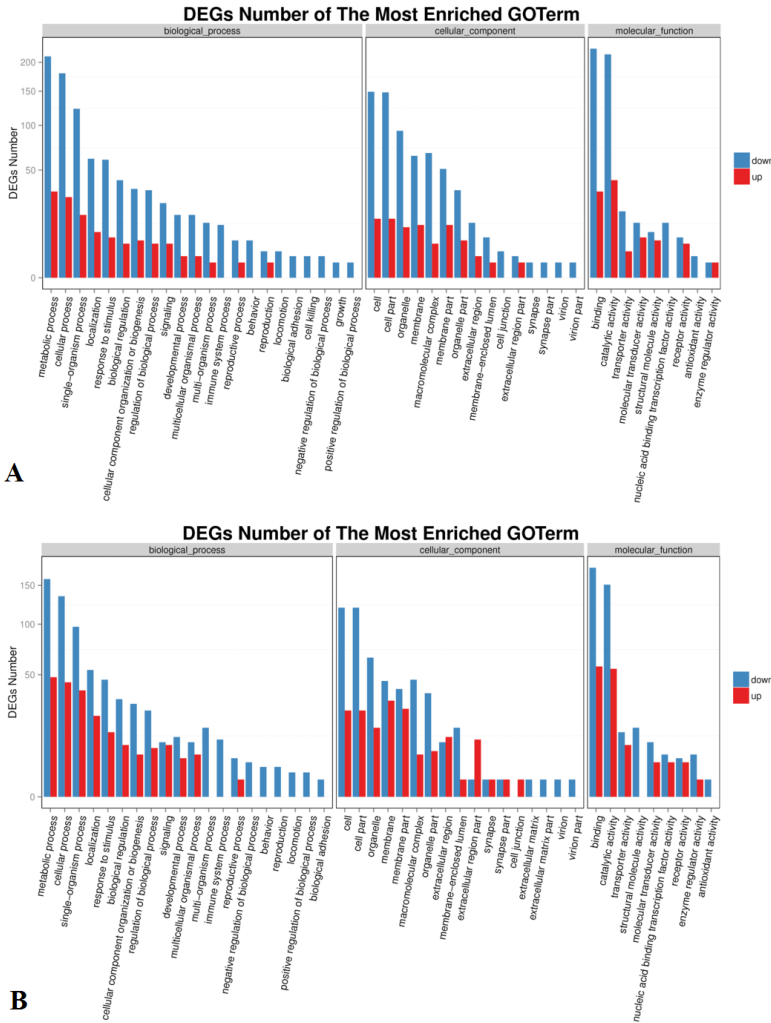 DEGs Number of The Most Enriched GOTerm
biological_process
cellular_component
molecular_function
DEGs Number
200
150
100
50
0
down
up
metabolic process
cellular process
single−organism process
localization
response to stimulus
biological regulation
cellular component organization or biogenesis
regulation of biological process
signaling
developmental process
multicellular organismal process
multi−organism process
immune system process
reproductive process
behavior
reproduction
locomotion
biological adhesion
cell killing
negative regulation of biological process
growth
positive regulation of biological process
cell
cell part
organelle
membrane
macromolecular complex
membrane part
organelle part
extracellular region
membrane−enclosed lumen
cell junction
extracellular region part
synapse
synapse part
virion
virion part
binding
catalytic activity
transporter activity
molecular transducer activity
structural molecule activity
nucleic acid binding transcription factor activity
receptor activity
antioxidant activity
enzyme regulator activity
A
DEGs Number of The Most Enriched GOTerm
biological_process
cellular_component
molecular_function
DEGs Number
150
100
50
0
down
up
metabolic process
cellular process
single−organism process
localization
response to stimulus
biological regulation
cellular component organization or biogenesis
regulation of biological process
signaling
developmental process
multicellular organismal process
multi−organism process
immune system process
reproductive process
negative regulation of biological process
behavior
reproduction
locomotion
positive regulation of biological process
biological adhesion
cell
cell part
organelle
membrane
membrane part
macromolecular complex
organelle part
extracellular region
membrane−enclosed lumen
extracellular region part
synapse
synapse part
cell junction
extracellular matrix
extracellular matrix part
virion
virion part
binding
catalytic activity
transporter activity
structural molecule activity
molecular transducer activity
nucleic acid binding transcription factor activity
receptor activity
enzyme regulator activity
antioxidant activity
B